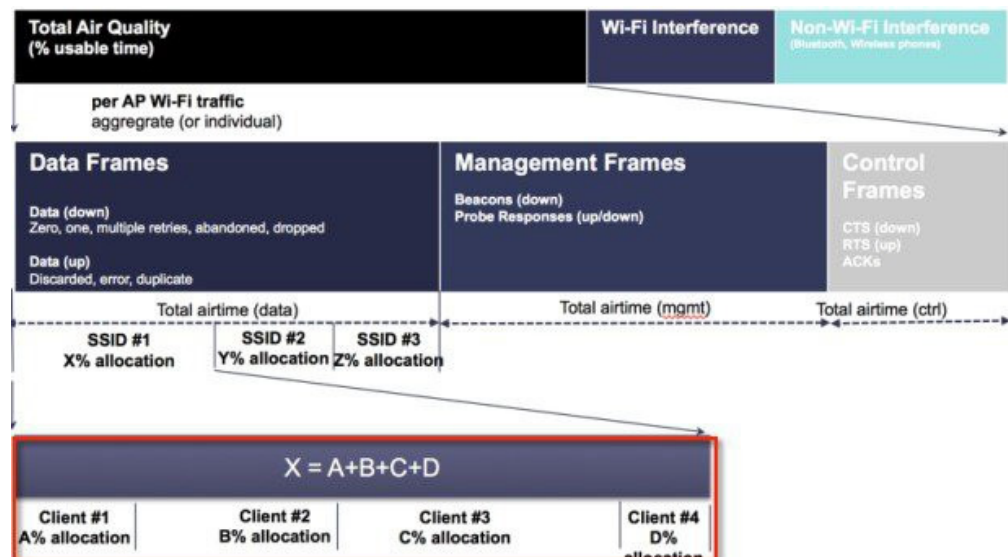 Total Air Quality
(% usable time)
Wi-Fi Interference
Non-Wi-Fi Interference
(Bluetooth, Wireless phones)
per AP Wi-Fi traffic
aggregrate (or individual)
Data Frames
Data (down)
Zero, one, multiple retries, abandoned, dropped
Data (up)
Discarded, error, duplicate
Management Frames
Beacons (down)
Probe Responses (up/down)
Control
Frames
CTS (down)
RTS (up)
ACKs
Total airtime (data)
Total airtime (mgmt)
Total airtime (ctrl)
SSID #1
X% allocation
SSID #2
Y% allocation
SSID #3
Z% allocation
X = A+B+C+D
Client #1
A% allocation
Client #2
B% allocation
Client #3
C% allocation
Client #4
D%
allocation